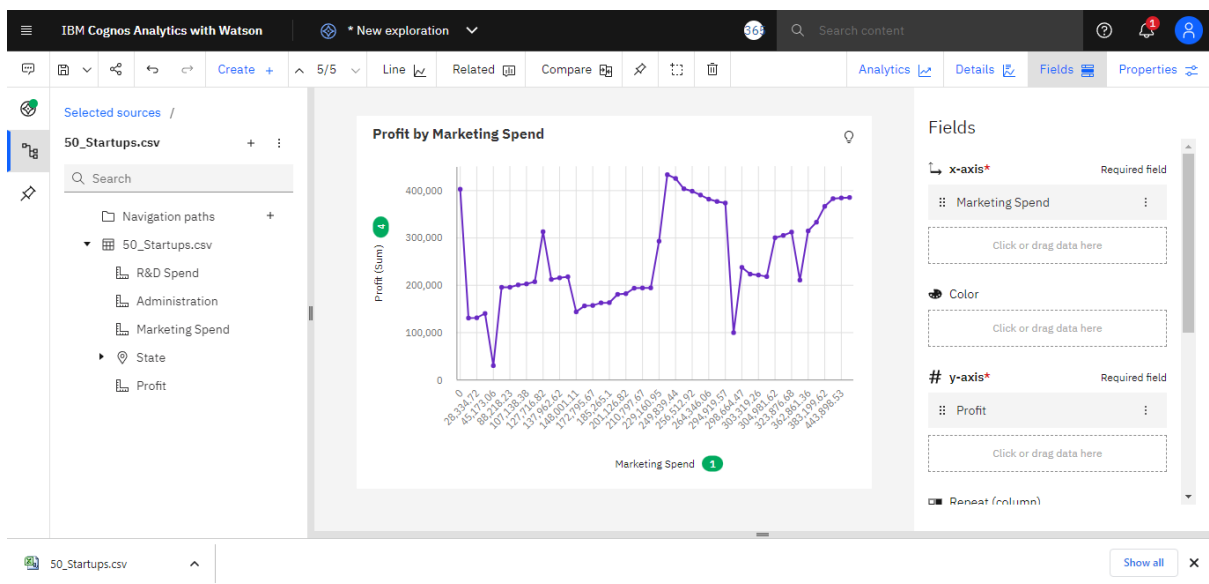 IBM Cognos Analytics with Watson
* New exploration
365
Search content
1
Create +
5/5
Line
Related
Compare
Analytics
Details
Fields
Properties
Selected sources /
50_Startups.csv
Search
Navigation paths
50_Startups.csv
R&D Spend
Administration
Marketing Spend
State
Profit
Profit by Marketing Spend
400,000
300,000
200,000
100,000
0
4
Profit (Sum)
0
28,334.72
45,173.06
88,218.23
107,138.38
127,716.82
137,962.62
148,001.11
172,795.67
185,265.1
201,126.82
210,797.67
229,160.95
249,839.44
256,512.92
264,346.06
294,919.57
298,664.47
303,319.26
304,981.62
323,876.68
362,861.36
383,199.62
443,898.53
Marketing Spend
1
Fields
x-axis*
Required field
Marketing Spend
Click or drag data here
Color
Click or drag data here
y-axis*
Required field
Profit
Click or drag data here
Repeat (column)
50_Startups.csv
Show all